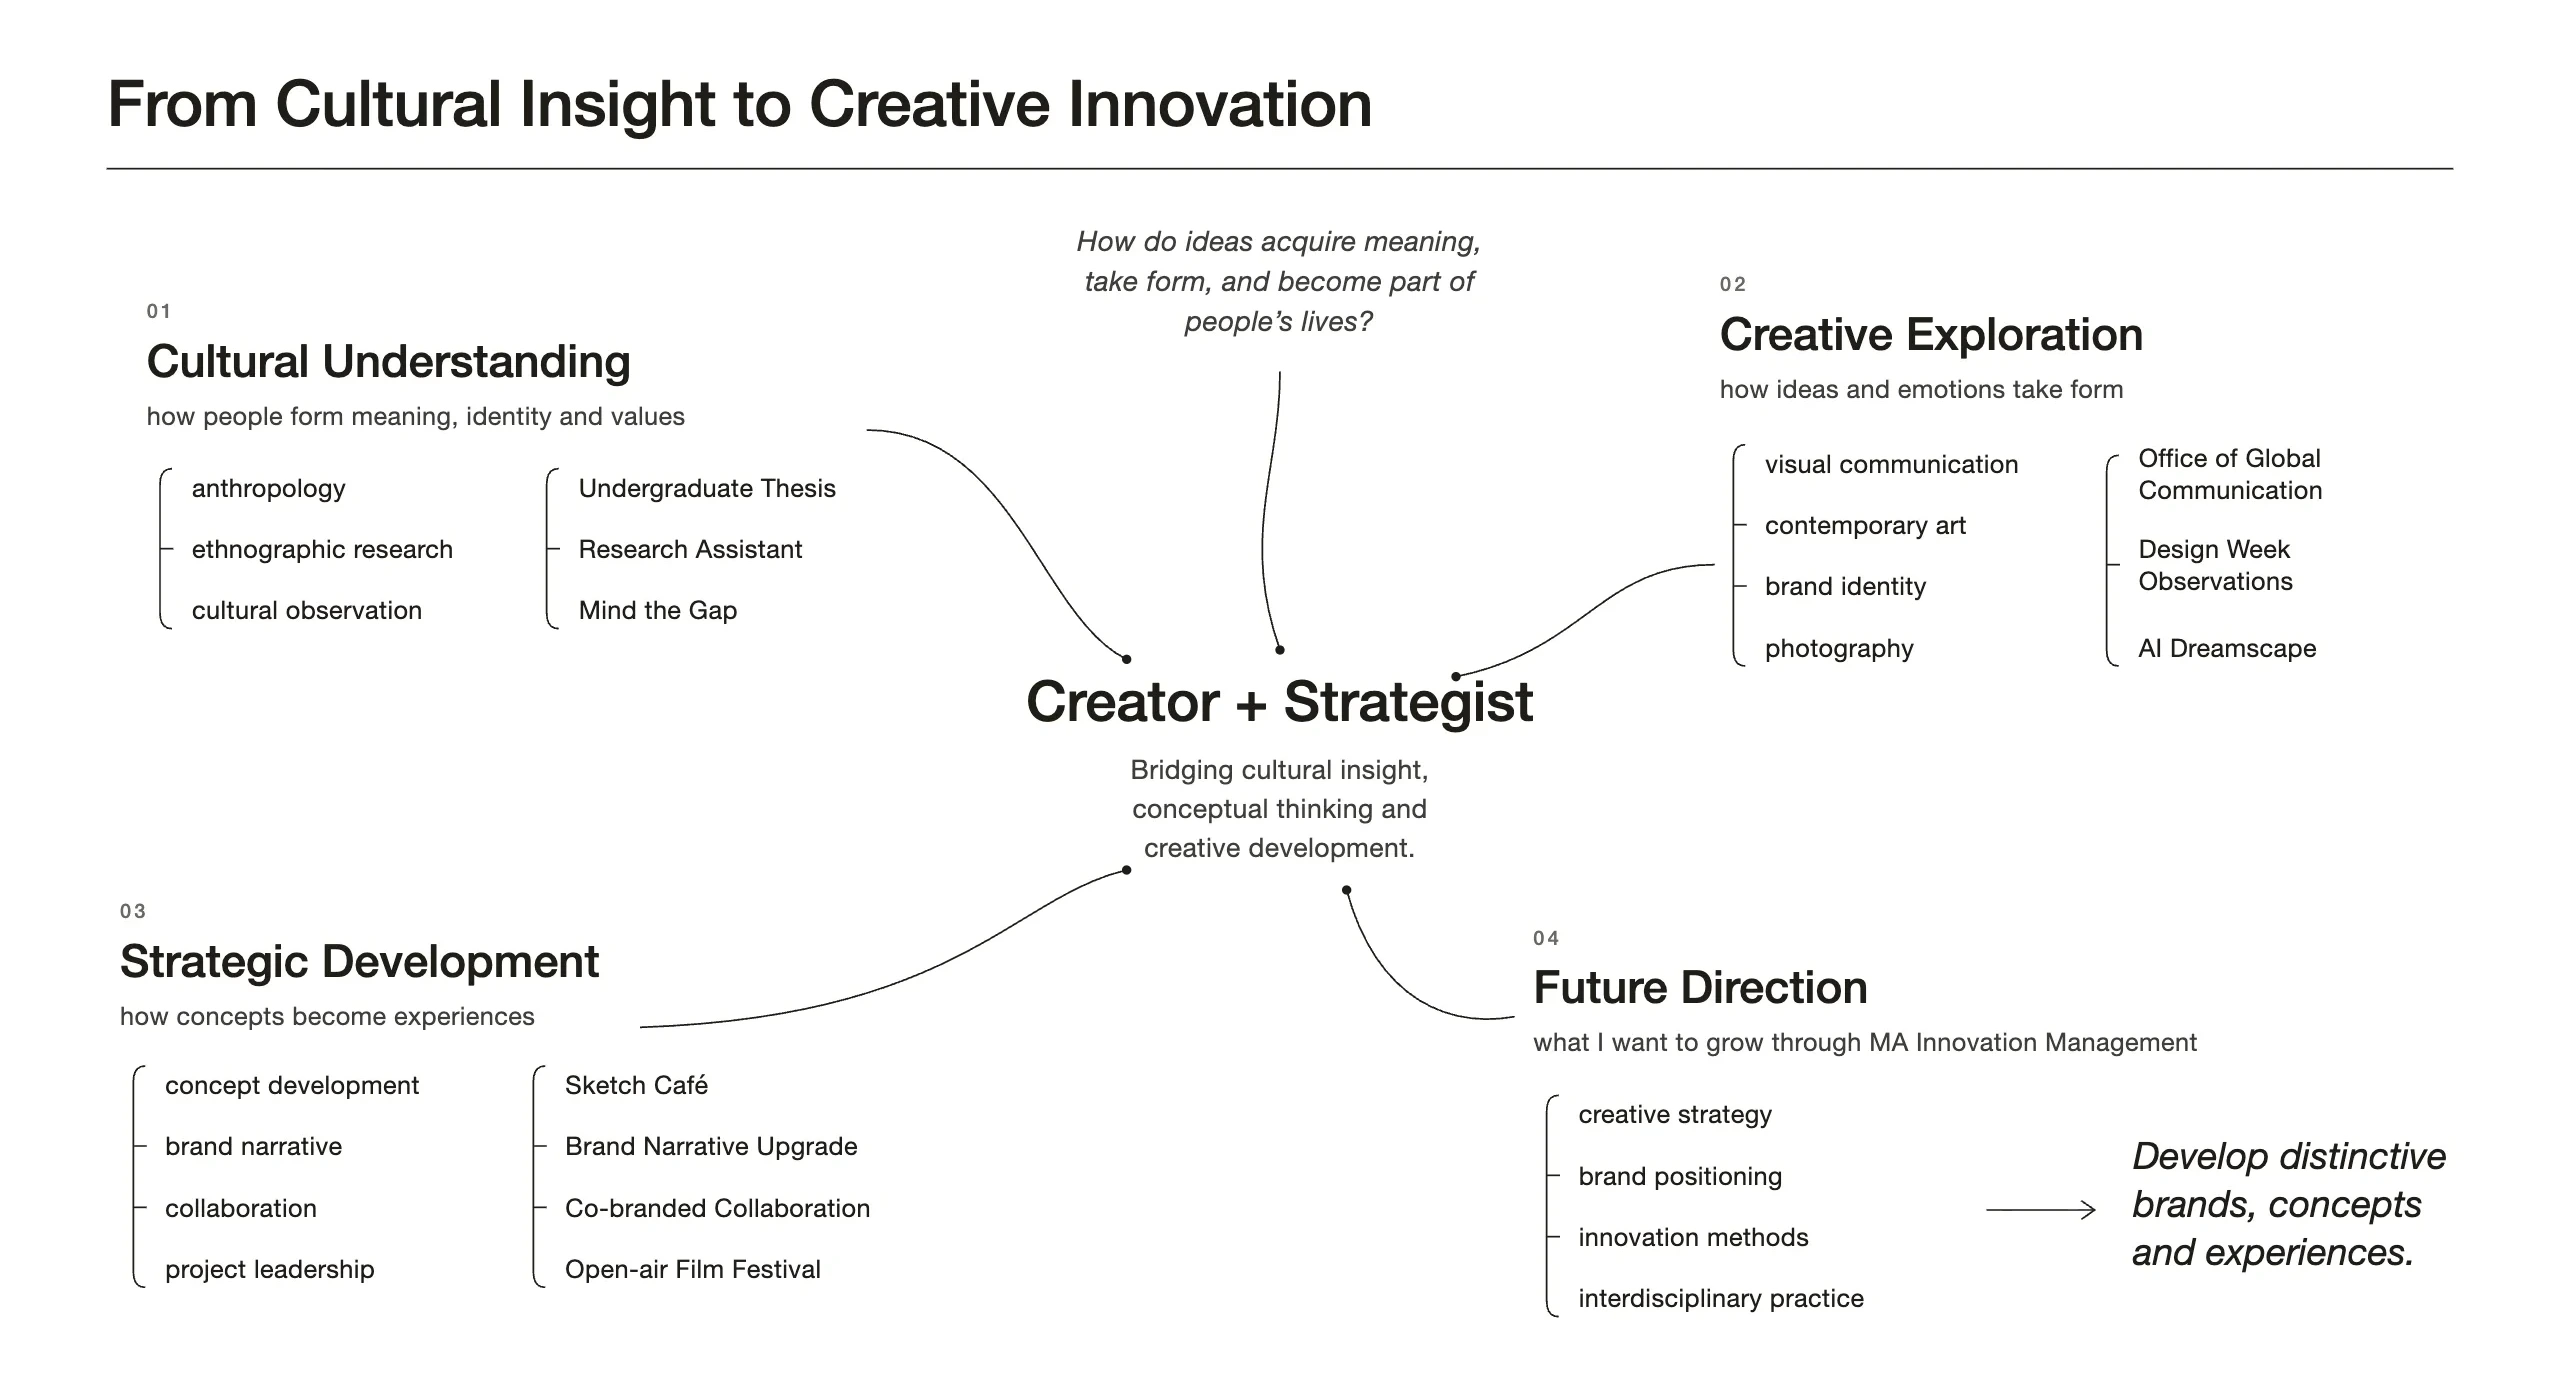 From Cultural Insight to Creative Innovation
How do ideas acquire meaning,
take form, and become part of
people’s lives?
01
Cultural Understanding
how people form meaning, identity and values
anthropology
ethnographic research
cultural observation
Undergraduate Thesis
Research Assistant
Mind the Gap
02
Creative Exploration
how ideas and emotions take form
visual communication
contemporary art
brand identity
photography
Office of Global
Communication
Design Week
Observations
AI Dreamscape
Creator + Strategist
Bridging cultural insight,
conceptual thinking and
creative development.
03
Strategic Development
how concepts become experiences
concept development
brand narrative
collaboration
project leadership
Sketch Café
Brand Narrative Upgrade
Co-branded Collaboration
Open-air Film Festival
04
Future Direction
what I want to grow through MA Innovation Management
creative strategy
brand positioning
innovation methods
interdisciplinary practice
Develop distinctive
brands, concepts
and experiences.